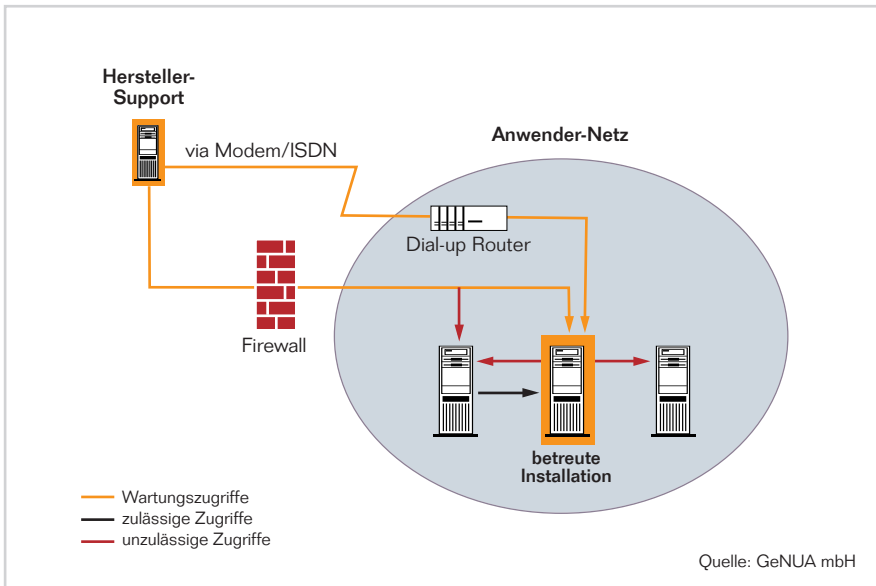 Hersteller-
Support
via Modem/ISDN
Anwender-Netz
Dial-up Router
Firewall
betreute
Installation
Wartungszugriffe
zulässige Zugriffe
unzulässige Zugriffe
Quelle: GeNUA mbH